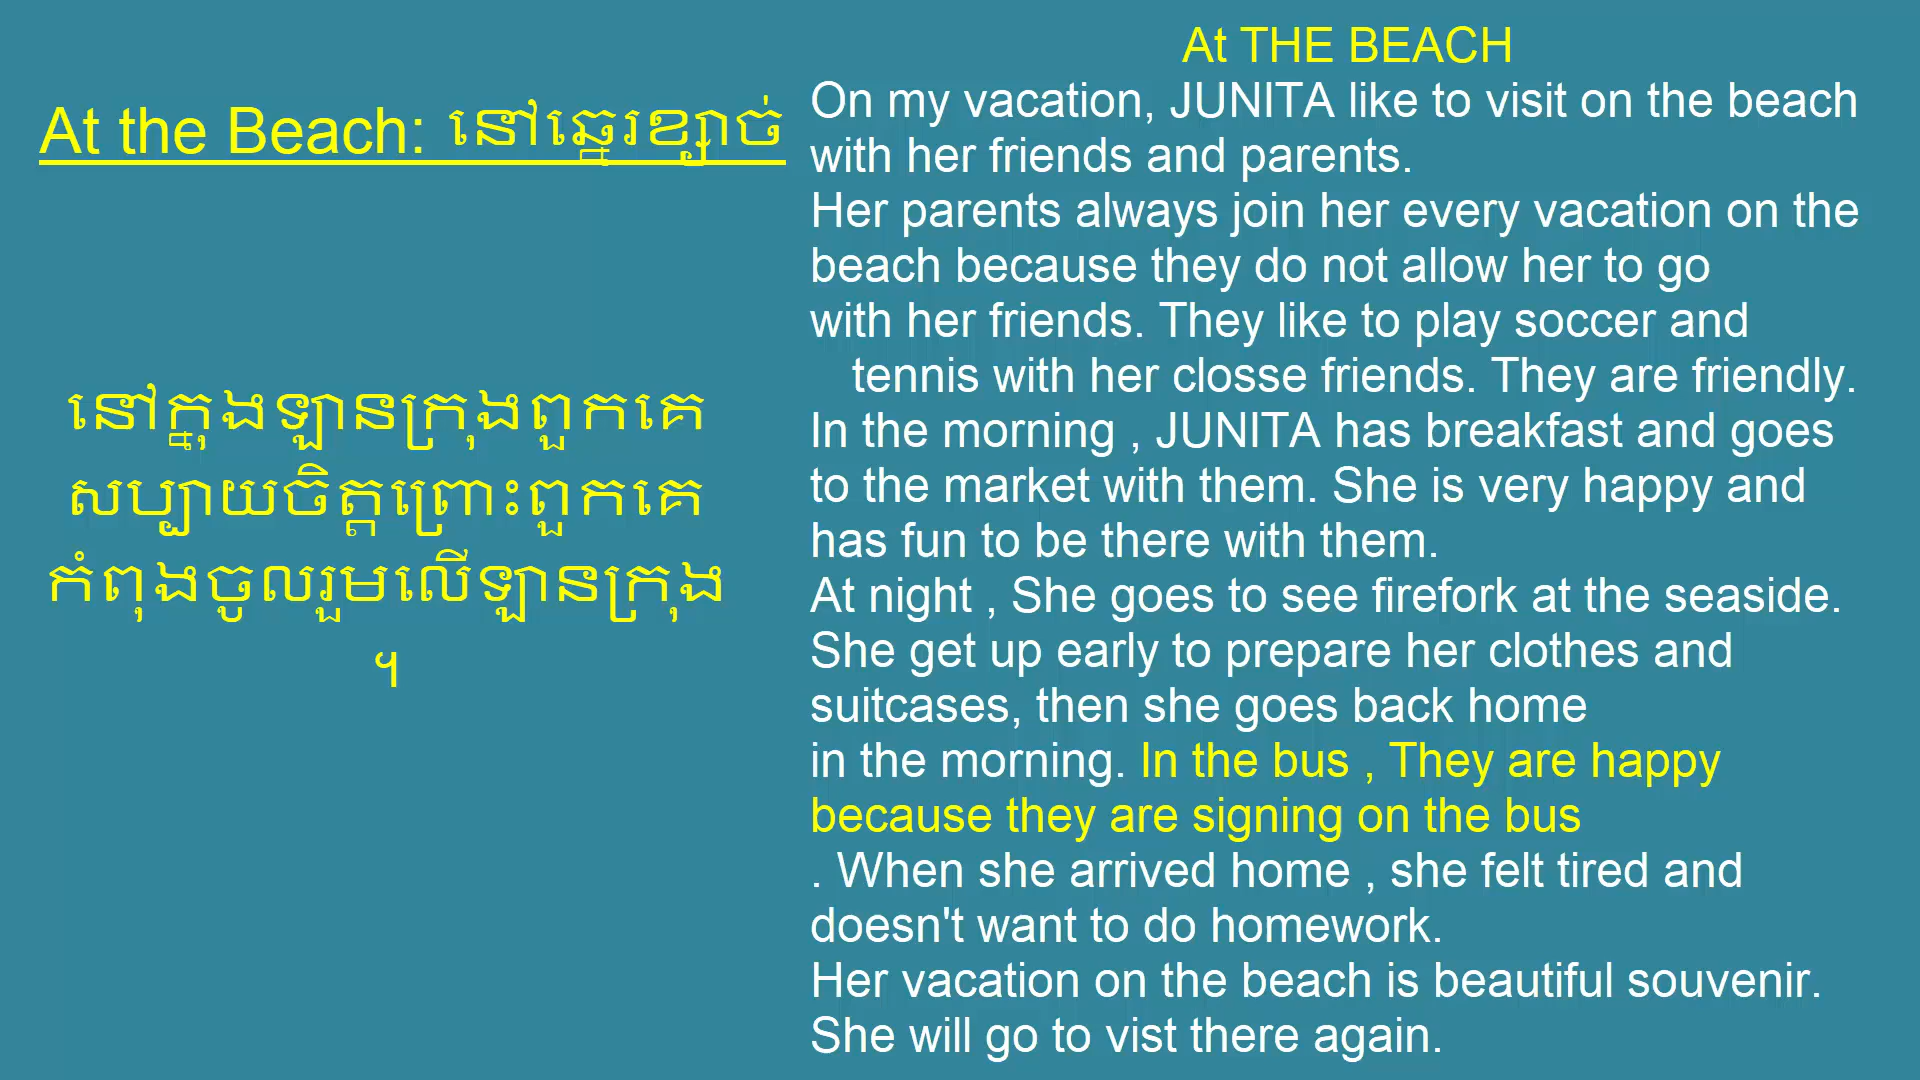 At the Beach: នៅឆ្នេរខ្សាច់
នៅក្នុងឡានក្រុងពួកគេ
សប្បាយចិត្តព្រោះពួកគេ
កំពុងចូលរួមលើឡានក្រុង
។
At THE BEACH
On my vacation, JUNITA like to visit on the beach
with her friends and parents.
Her parents always join her every vacation on the
beach because they do not allow her to go
with her friends. They like to play soccer and
tennis with her closse friends. They are friendly.
In the morning , JUNITA has breakfast and goes
to the market with them. She is very happy and
has fun to be there with them.
At night , She goes to see firefork at the seaside.
She get up early to prepare her clothes and
suitcases, then she goes back home
in the morning. In the bus , They are happy
because they are signing on the bus
. When she arrived home , she felt tired and
doesn't want to do homework.
Her vacation on the beach is beautiful souvenir.
She will go to vist there again.